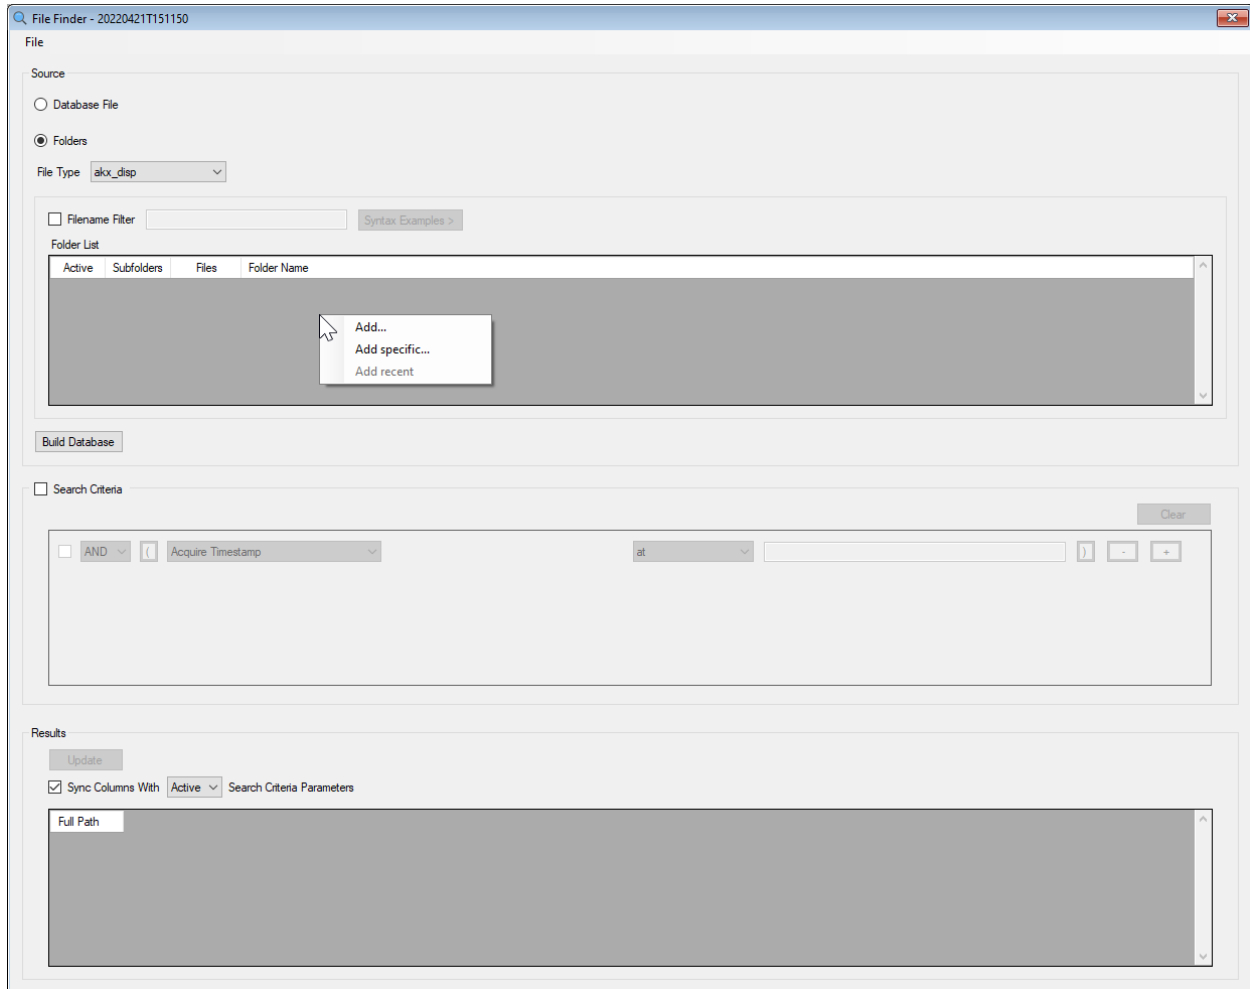 File Finder - 20220421T151150
File
Source
Database File
Folders
File Type akx_disp
Filename Filter Syntax Examples >
Folder List
Active Subfolders Files Folder Name
Add...
Add specific...
Add recent
Build Database
Search Criteria
Clear
AND ( Acquire Timestamp at ) - +
Results
Update
Sync Columns With Active Search Criteria Parameters
Full Path